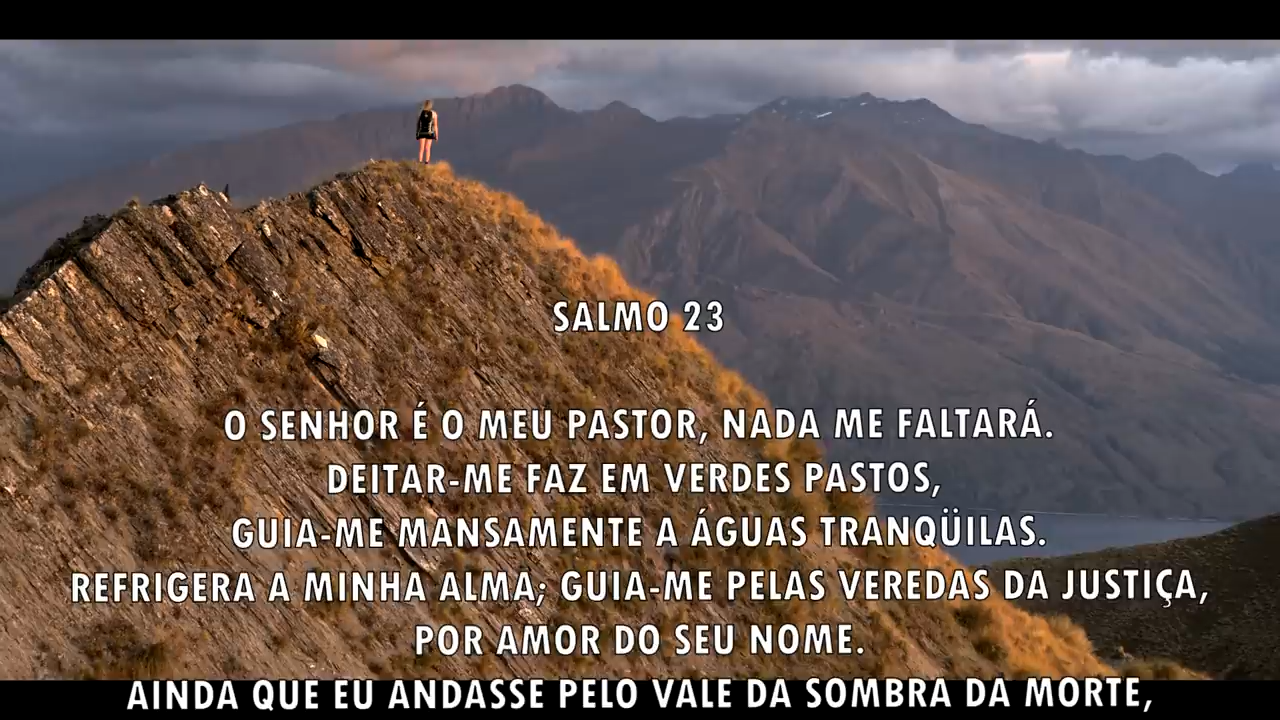 SALMO 23
O SENHOR É O MEU PASTOR, NADA ME FALTARÁ.
DEITAR-ME FAZ EM VERDES PASTOS,
GUIA-ME MANSAMENTE A ÁGUAS TRANQÜILAS.
REFRIGERA A MINHA ALMA; GUIA-ME PELAS VEREDAS DA JUSTIÇA,
POR AMOR DO SEU NOME.
AINDA QUE EU ANDASSE PELO VALE DA SOMBRA DA MORTE,